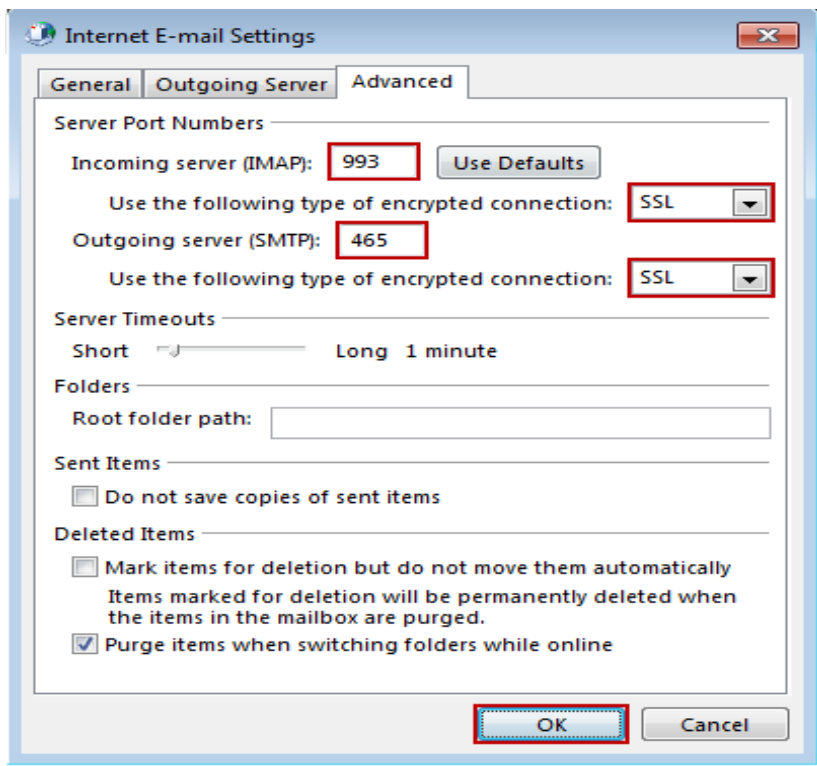 Internet E-mail Settings
General Outgoing Server Advanced
Server Port Numbers
Incoming server (IMAP): 993 Use Defaults
Use the following type of encrypted connection: SSL
Outgoing server (SMTP): 465
Use the following type of encrypted connection: SSL
Server Timeouts
Short Long 1 minute
Folders
Root folder path:
Sent Items
Do not save copies of sent items
Deleted Items
Mark items for deletion but do not move them automatically
Items marked for deletion will be permanently deleted when
the items in the mailbox are purged.
Purge items when switching folders while online
OK Cancel